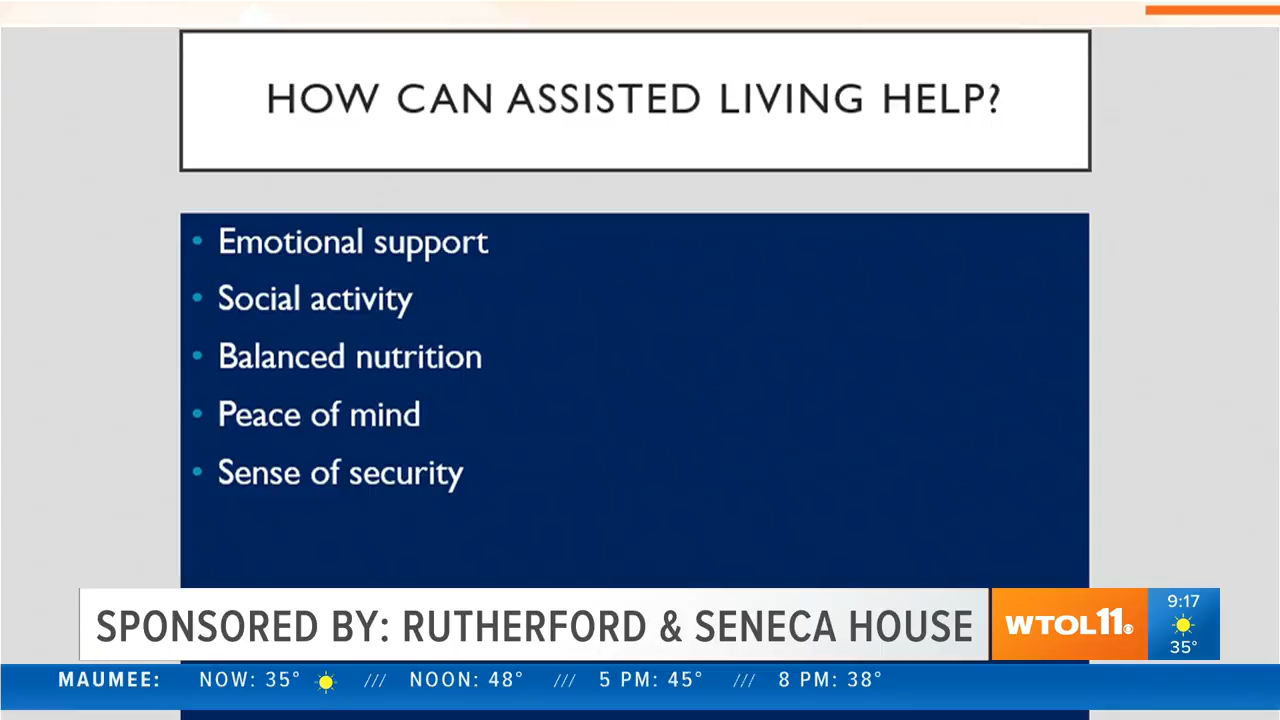 HOW CAN ASSISTED LIVING HELP?
• Emotional support
• Social activity
• Balanced nutrition
• Peace of mind
• Sense of security
SPONSORED BY: RUTHERFORD & SENECA HOUSE
WTOL11
9:17
35°
MAUMEE: NOW: 35° /// NOON: 48° /// 5 PM: 45° /// 8 PM: 38°